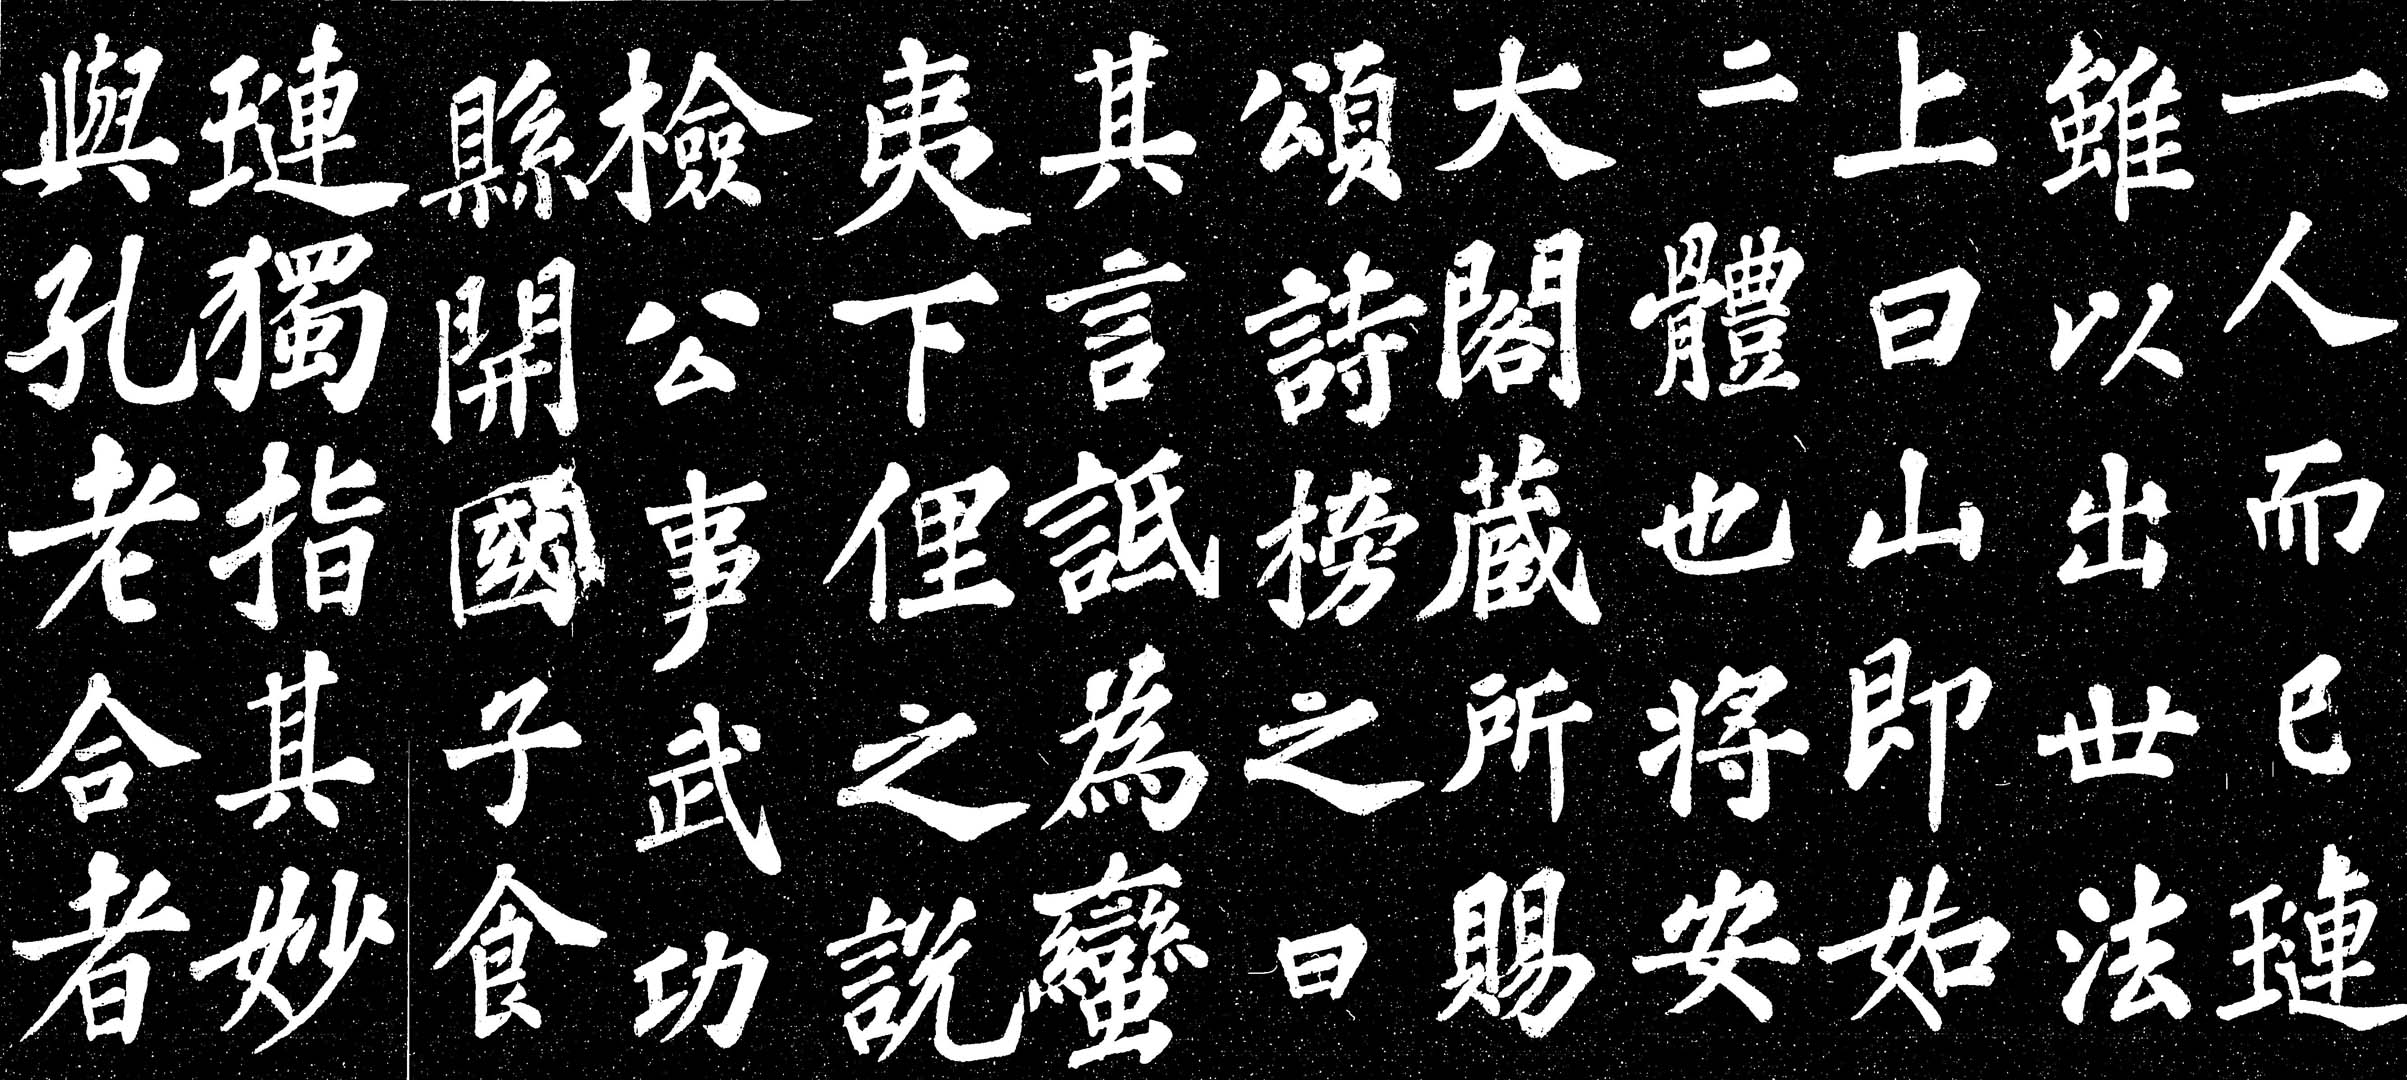 一人而已璉
雖以出世法
上曰山即如
二體也將安
大閣藏所賜
頌詩榜之曰
其言詆為蠻
夷下俚之說
檢公事武功
縣開國子食
璉獨指其妙
與孔老合者